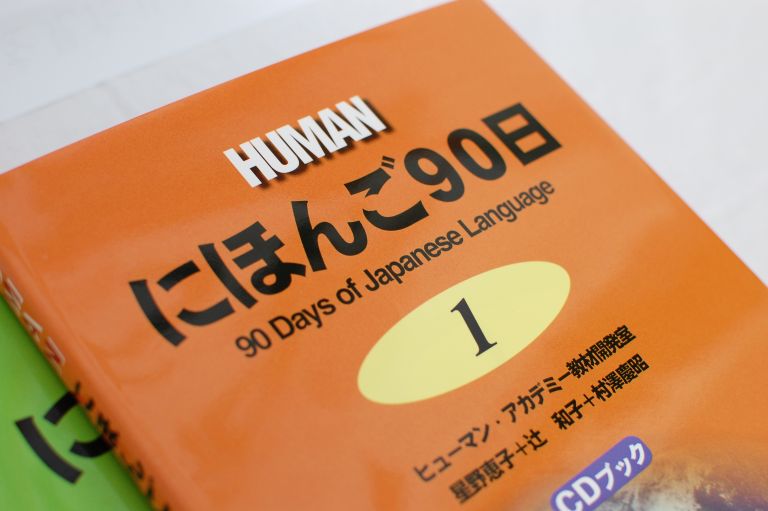 HUMAN
にほんご90日
90 Days of Japanese Language
1
ヒューマン・アカデミー教材開発室
星野恵子+辻 和子+村澤慶昭
CDブック
に